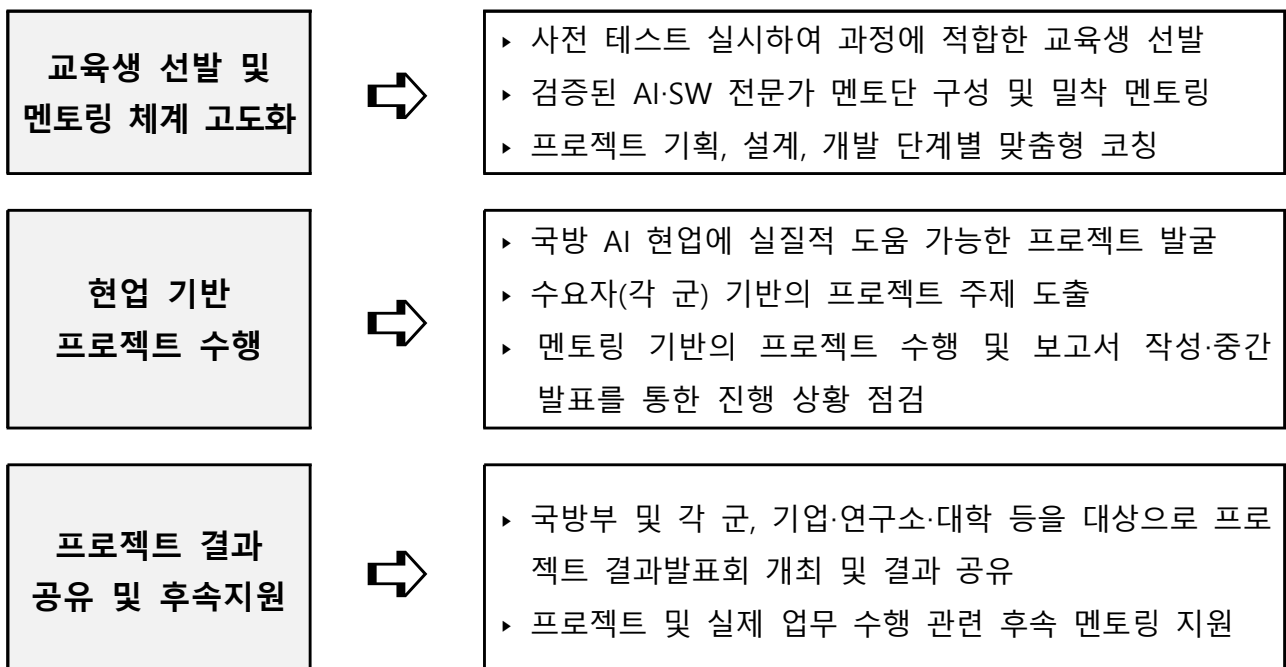 교육생 선발 및
멘토링 체계 고도화
▸ 사전 테스트 실시하여 과정에 적합한 교육생 선발
▸ 검증된 AI·SW 전문가 멘토단 구성 및 밀착 멘토링
▸ 프로젝트 기획, 설계, 개발 단계별 맞춤형 코칭
현업 기반
프로젝트 수행
▸ 국방 AI 현업에 실질적 도움 가능한 프로젝트 발굴
▸ 수요자(각 군) 기반의 프로젝트 주제 도출
▸ 멘토링 기반의 프로젝트 수행 및 보고서 작성·중간
발표를 통한 진행 상황 점검
프로젝트 결과
공유 및 후속지원
▸ 국방부 및 각 군, 기업·연구소·대학 등을 대상으로 프로
젝트 결과발표회 개최 및 결과 공유
▸ 프로젝트 및 실제 업무 수행 관련 후속 멘토링 지원